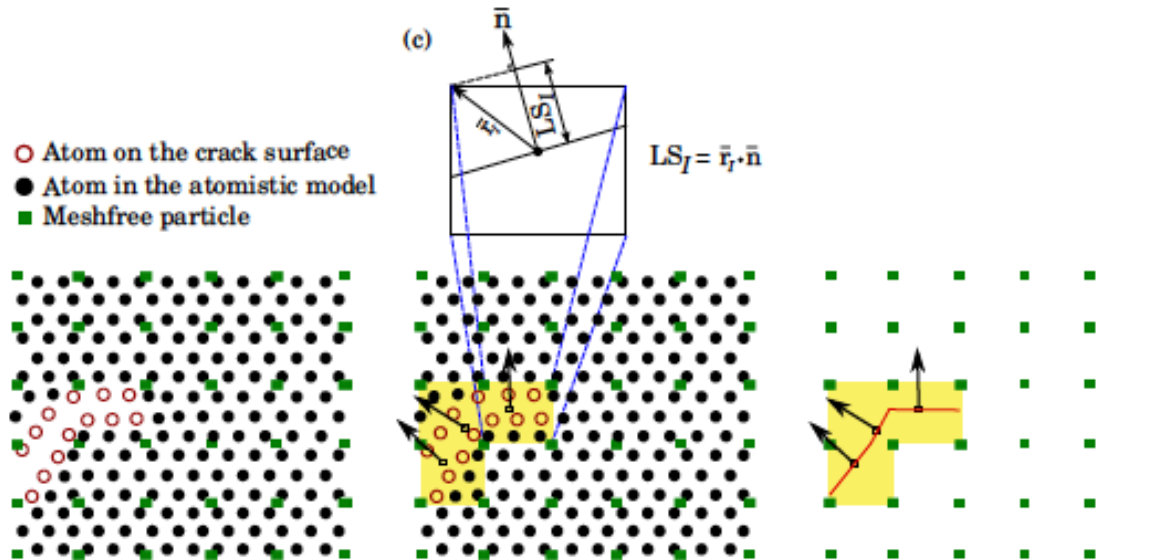 n̄
(c)
r̄_I
LS_I
Atom on the crack surface
LS_I = r̄_I · n̄
Atom in the atomistic model
Meshfree particle